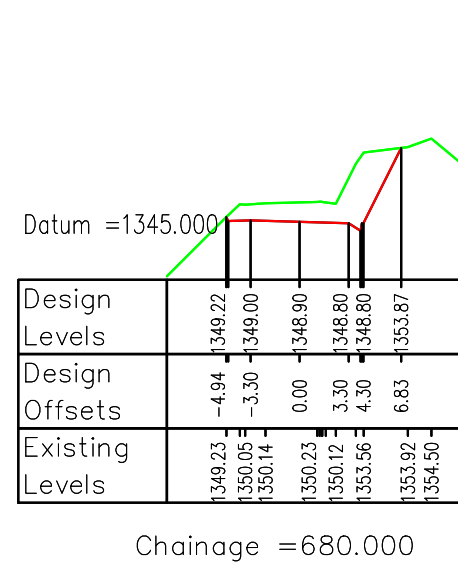 Datum =1345.000
Design
Levels
1349.22 1349.00 1348.90 1348.80 1348.80 1353.87
Design
Offsets
-4.94 -3.30 0.00 3.30 4.30 6.83
Existing
Levels
1349.23 1350.05 1350.14 1350.23 1350.12 1353.56 1353.92 1354.50
Chainage =680.000